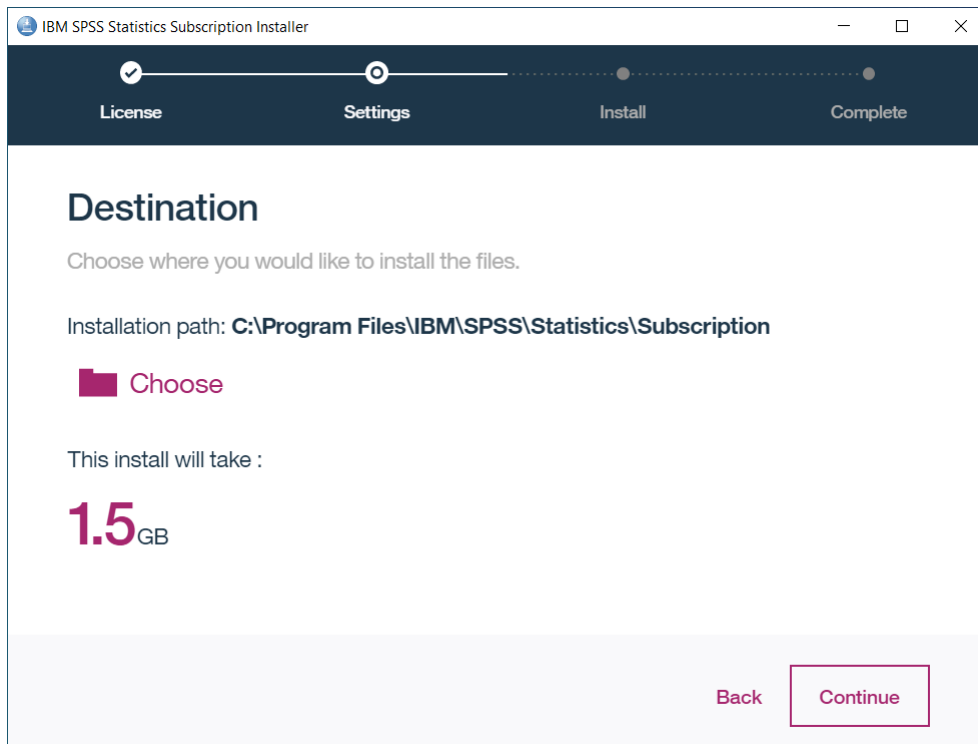 IBM SPSS Statistics Subscription Installer
License Settings Install Complete
Destination
Choose where you would like to install the files.
Installation path: C:\Program Files\IBM\SPSS\Statistics\Subscription
Choose
This install will take :
1.5GB
Back Continue